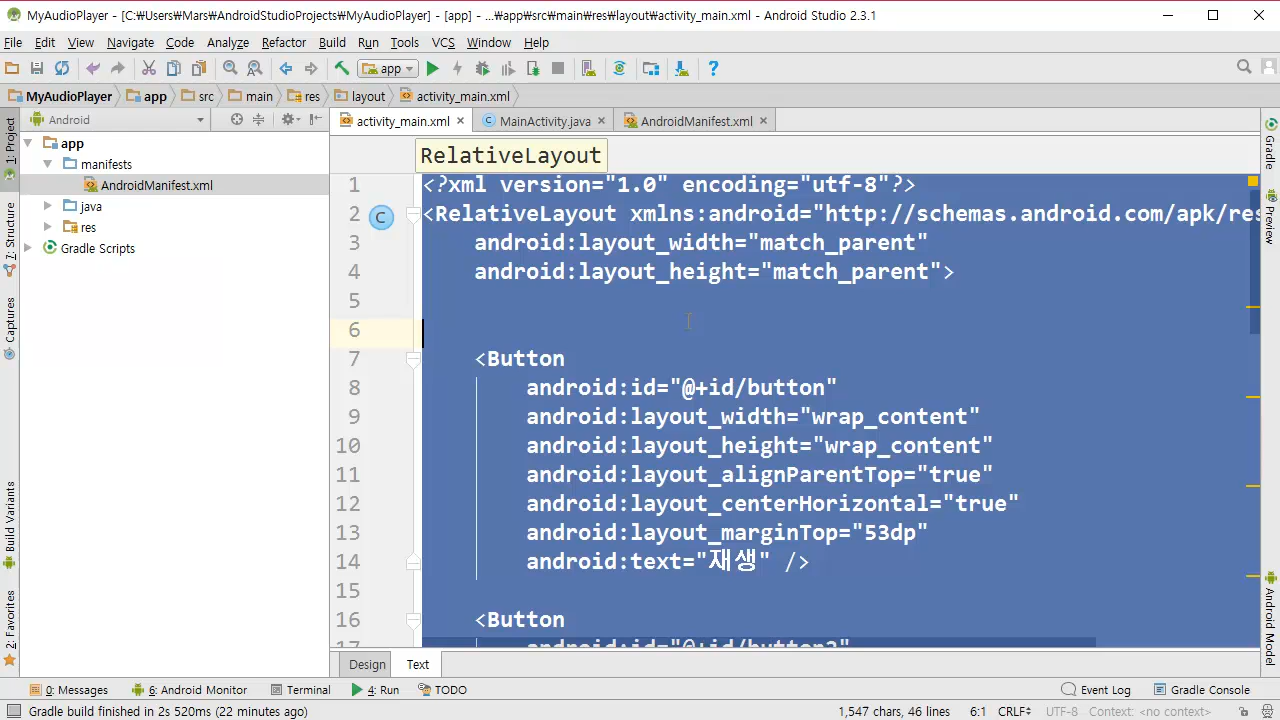 MyAudioPlayer - [C:₩Users₩Mars₩AndroidStudioProjects₩MyAudioPlayer] - [app] - ...₩app₩src₩main₩res₩layout₩activity_main.xml - Android Studio 2.3.1
File Edit View Navigate Code Analyze Refactor Build Run Tools VCS Window Help
app
MyAudioPlayer app src main res layout activity_main.xml
Android
activity_main.xml MainActivity.java AndroidManifest.xml
app
manifests
AndroidManifest.xml
java
res
Gradle Scripts
1: Project
7: Structure
Captures
Build Variants
2: Favorites
RelativeLayout
1 <?xml version="1.0" encoding="utf-8"?>
2 <RelativeLayout xmlns:android="http://schemas.android.com/apk/res
3 android:layout_width="match_parent"
4 android:layout_height="match_parent">
5
6
7 <Button
8 android:id="@+id/button"
9 android:layout_width="wrap_content"
10 android:layout_height="wrap_content"
11 android:layout_alignParentTop="true"
12 android:layout_centerHorizontal="true"
13 android:layout_marginTop="53dp"
14 android:text="재생" />
15
16 <Button
17 android:id="@+id/button2"
Gradle
Preview
Android Model
Design Text
0: Messages 6: Android Monitor Terminal 4: Run TODO Event Log Gradle Console
Gradle build finished in 2s 520ms (22 minutes ago) 1,547 chars, 46 lines 6:1 CRLF UTF-8 Context: <no context>